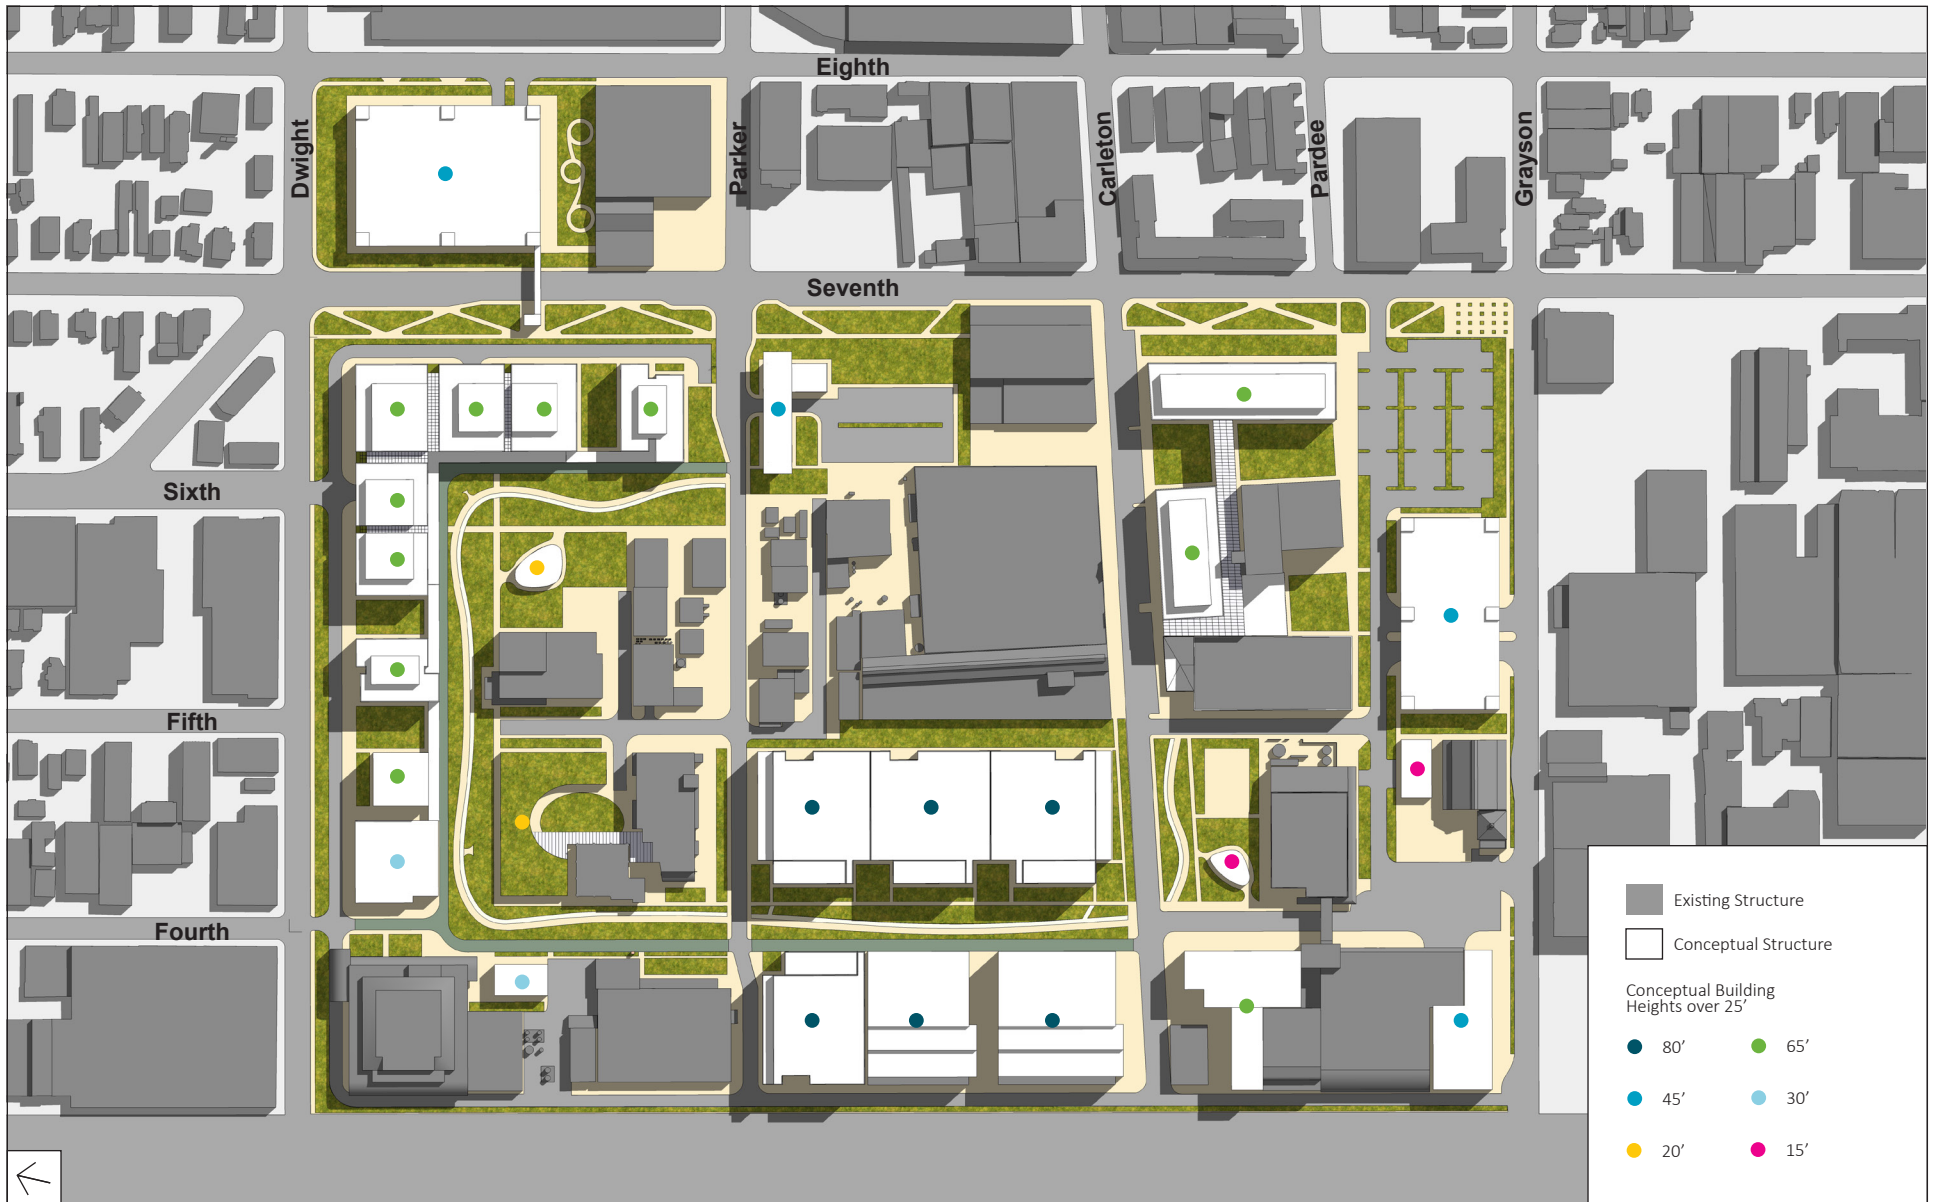 Eighth
Dwight
Parker
Carleton
Pardee
Grayson
Seventh
Sixth
Fifth
Fourth
Existing Structure
Conceptual Structure
Conceptual Building
Heights over 25’
80’
65’
45’
30’
20’
15’